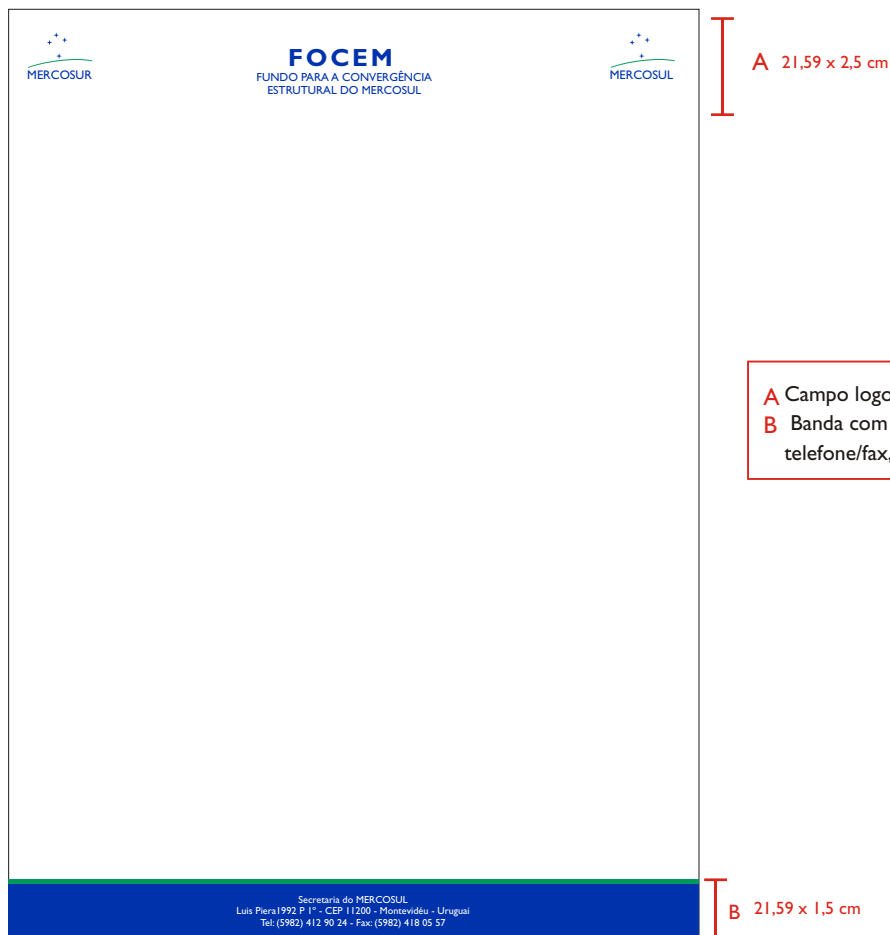 MERCOSUR
FOCEM
FUNDO PARA A CONVERGÊNCIA
ESTRUTURAL DO MERCOSUL
MERCOSUL
A 21,59 x 2,5 cm
A Campo logo
B Banda com
telefone/fax,
Secretaria do MERCOSUL
Luis Piera1992 P 1º - CEP 11200 - Montevidéu - Uruguai
Tel: (5982) 412 90 24 - Fax: (5982) 418 05 57
B 21,59 x 1,5 cm